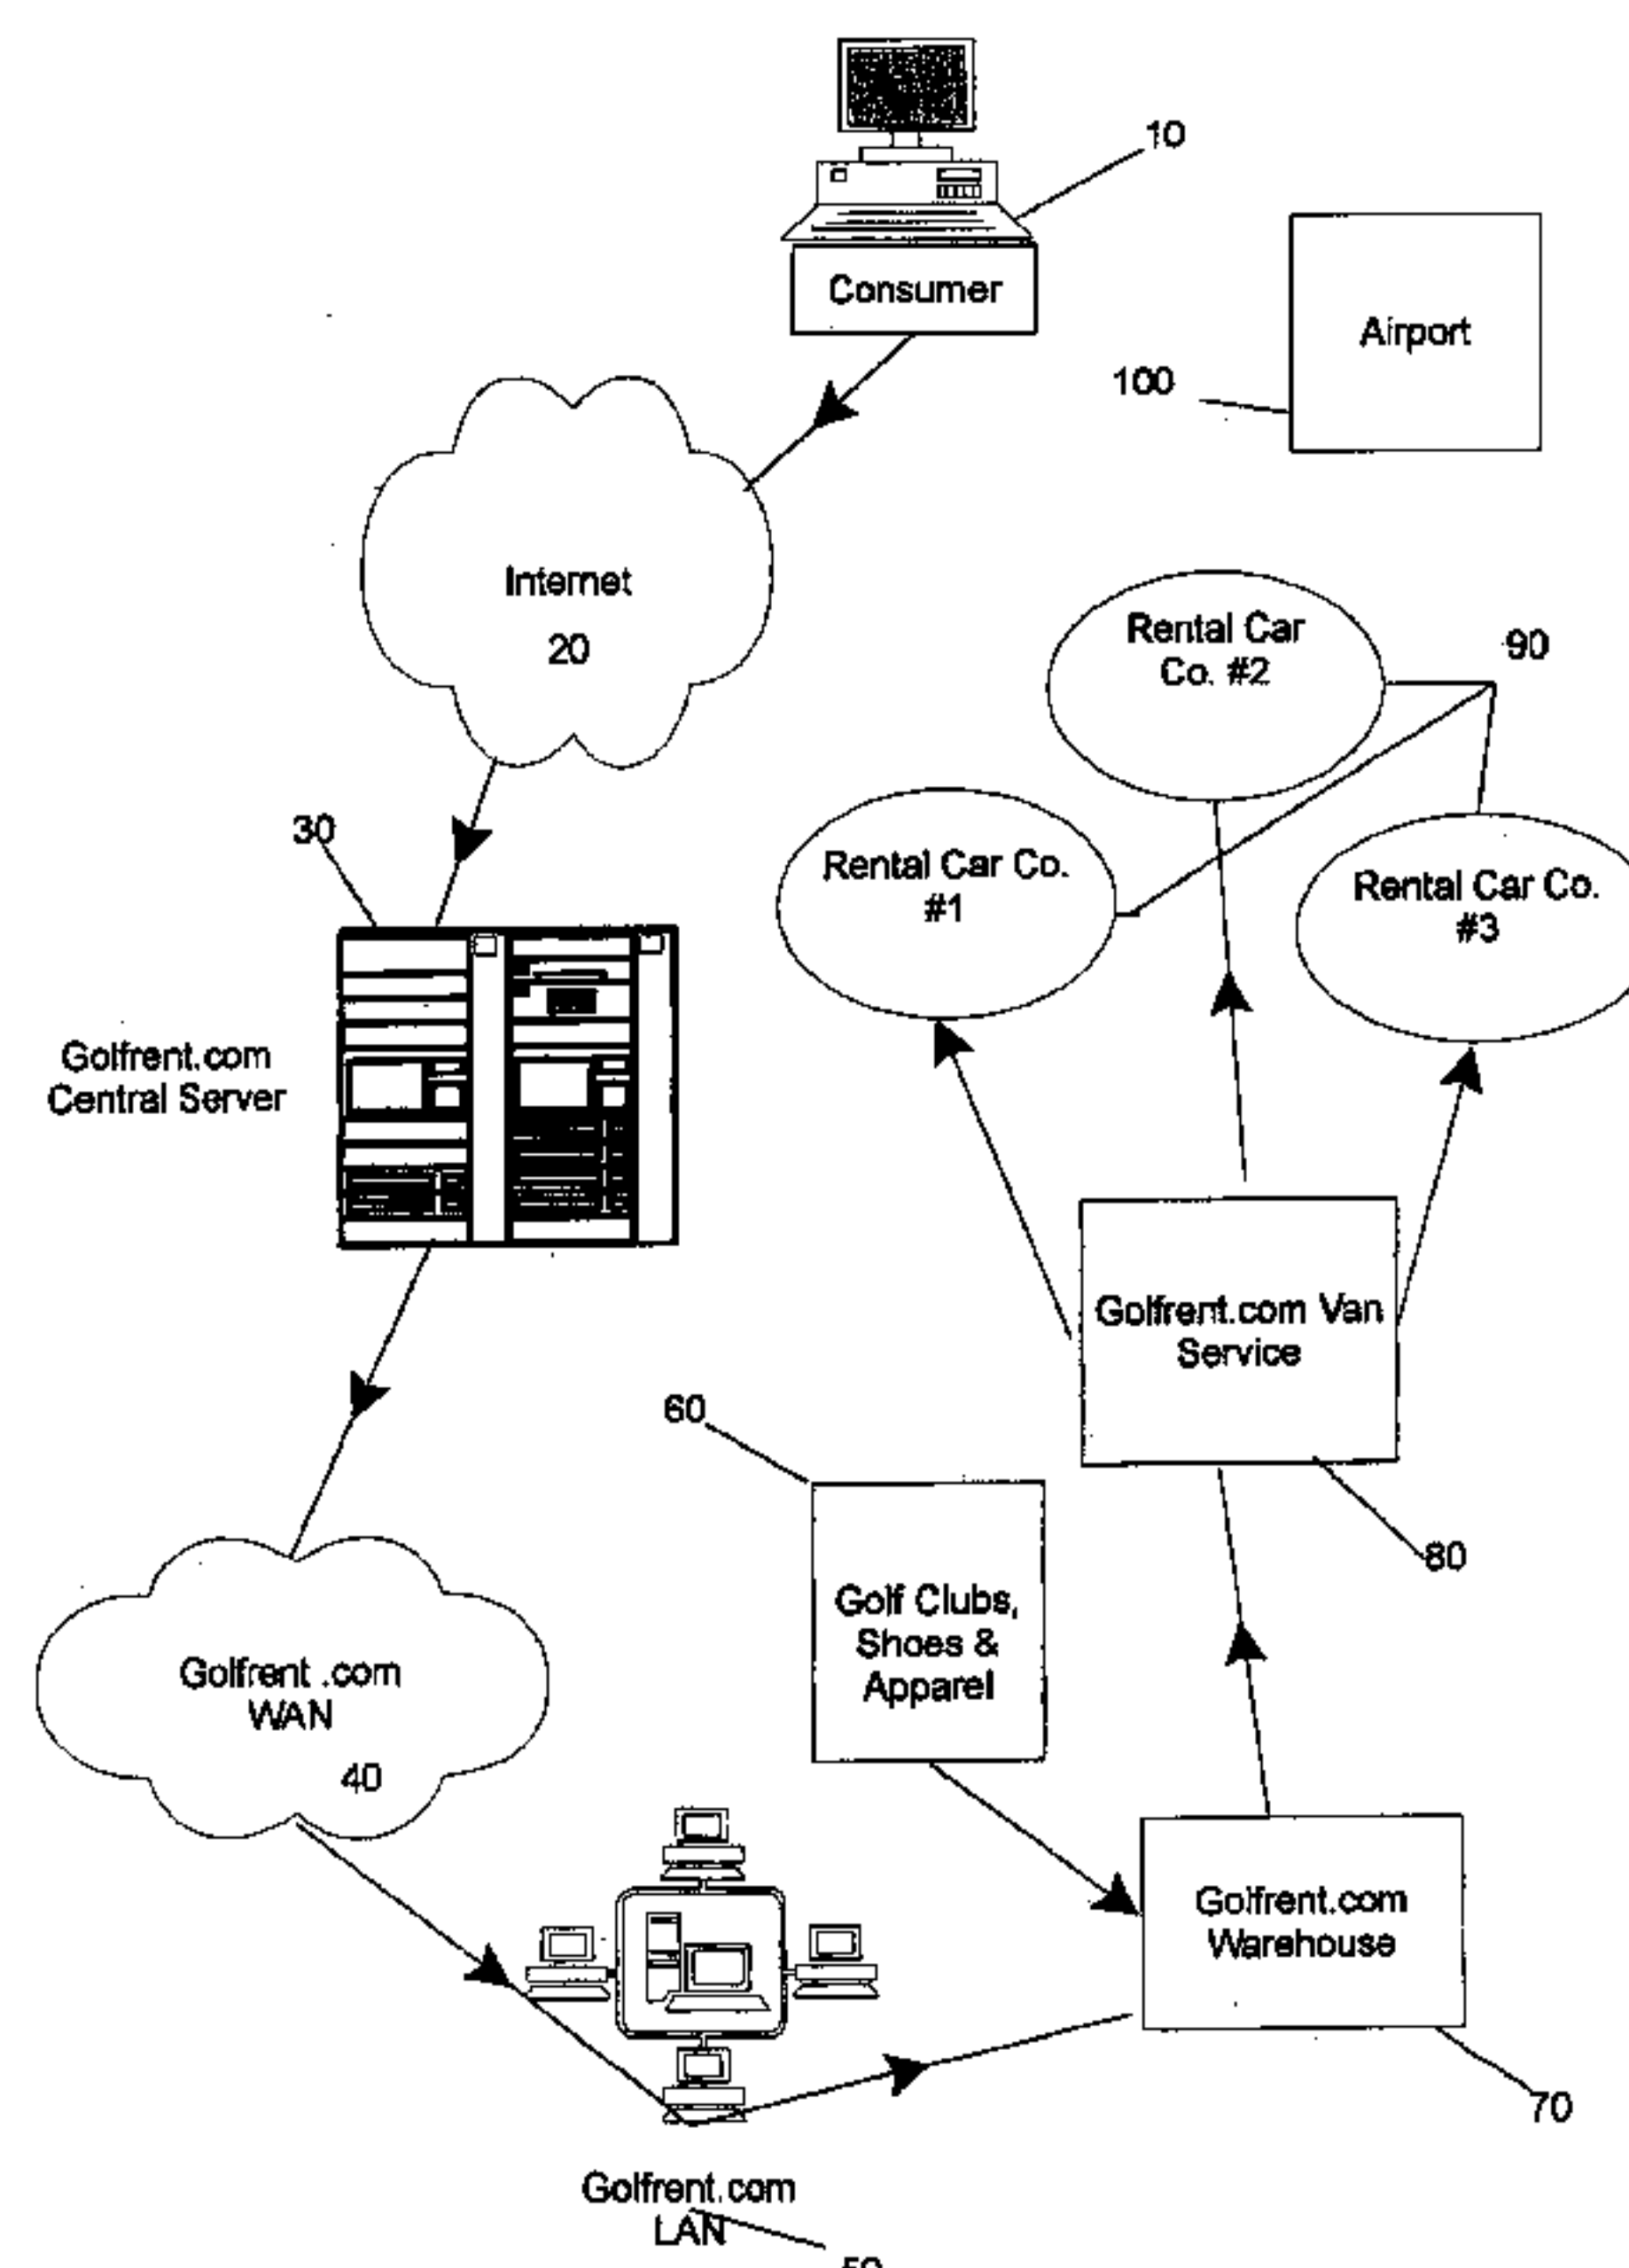 10
Consumer
Airport
100
Internet
20
Rental Car
Co. #2
90
30
Rental Car Co.
#1
Rental Car Co.
#3
Golfrent.com
Central Server
Golfrent.com Van
Service
60
80
Golf Clubs,
Shoes &
Apparel
Golfrent .com
WAN
40
Golfrent.com
Warehouse
70
Golfrent.com
LAN
50